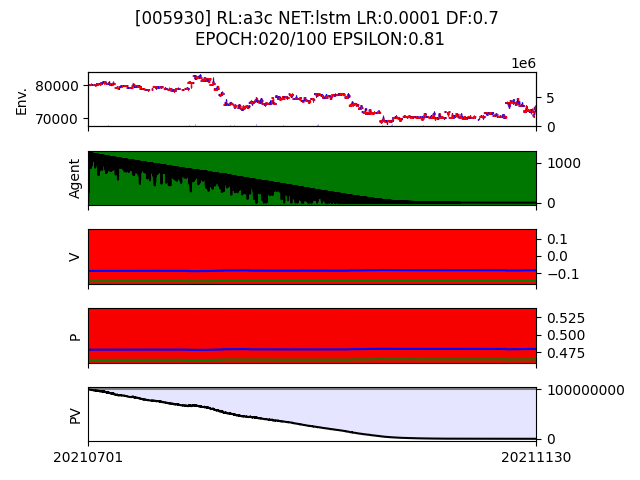 [005930] RL:a3c NET:lstm LR:0.0001 DF:0.7
EPOCH:020/100 EPSILON:0.81
1e6
Env.
80000
70000
5
0
Agent
1000
0
V
0.1
0.0
−0.1
P
0.525
0.500
0.475
PV
100000000
0
20210701
20211130